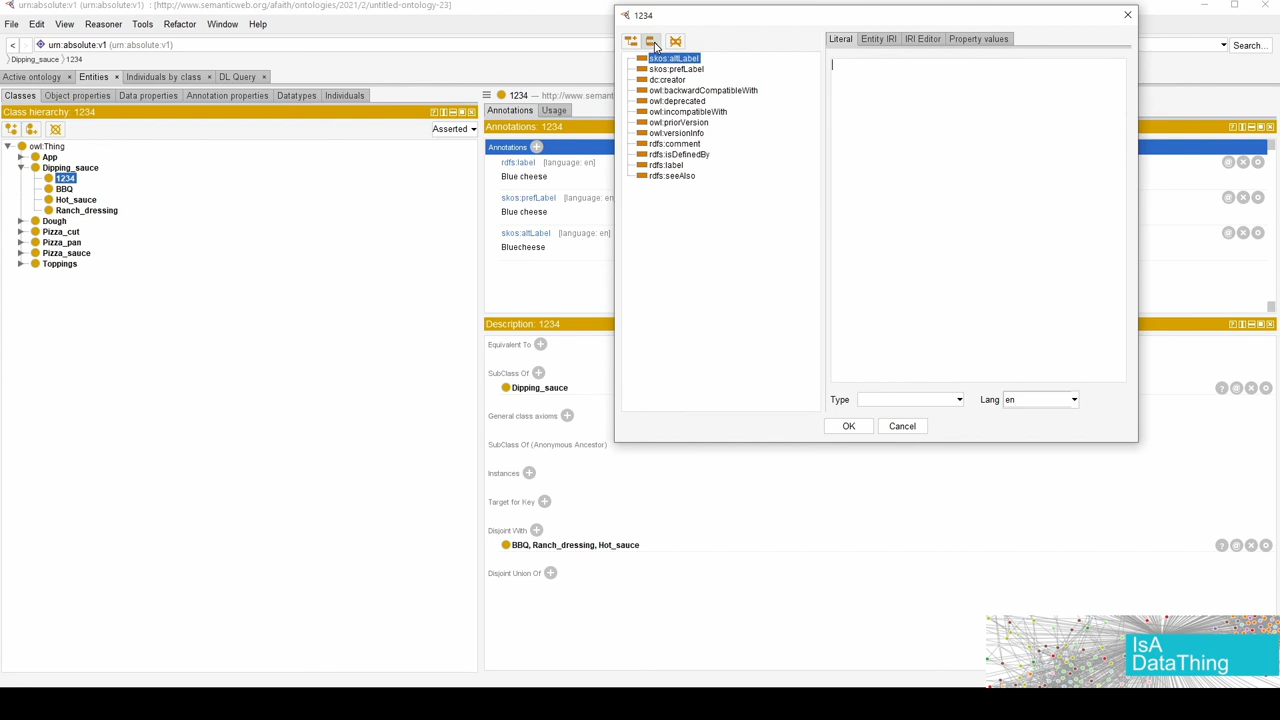 urn:absolute:v1 (urn:absolute:v1) : [http://www.semanticweb.org/afaith/ontologies/2021/2/untitled-ontology-23]
File Edit View Reasoner Tools Refactor Window Help
< > urn:absolute:v1 (urn:absolute:v1) Search...
Dipping_sauce 1234
Active ontology × Entities × Individuals by class × DL Query ×
Classes Object properties Data properties Annotation properties Datatypes Individuals
Class hierarchy: 1234
Asserted
owl:Thing
App
Dipping_sauce
1234
BBQ
Hot_sauce
Ranch_dressing
Dough
Pizza_cut
Pizza_pan
Pizza_sauce
Toppings
1234 — http://www.semant
Annotations Usage
Annotations: 1234
Annotations
rdfs:label [language: en]
Blue cheese
skos:prefLabel [language: en]
Blue cheese
skos:altLabel [language: en]
Bluecheese
Description: 1234
Equivalent To
SubClass Of
Dipping_sauce
General class axioms
SubClass Of (Anonymous Ancestor)
Instances
Target for Key
Disjoint With
BBQ, Ranch_dressing, Hot_sauce
Disjoint Union Of
1234
skos:altLabel
skos:prefLabel
dc:creator
owl:backwardCompatibleWith
owl:deprecated
owl:incompatibleWith
owl:priorVersion
owl:versionInfo
rdfs:comment
rdfs:isDefinedBy
rdfs:label
rdfs:seeAlso
Literal Entity IRI IRI Editor Property values
Type Lang en
OK Cancel
IsA
DataThing